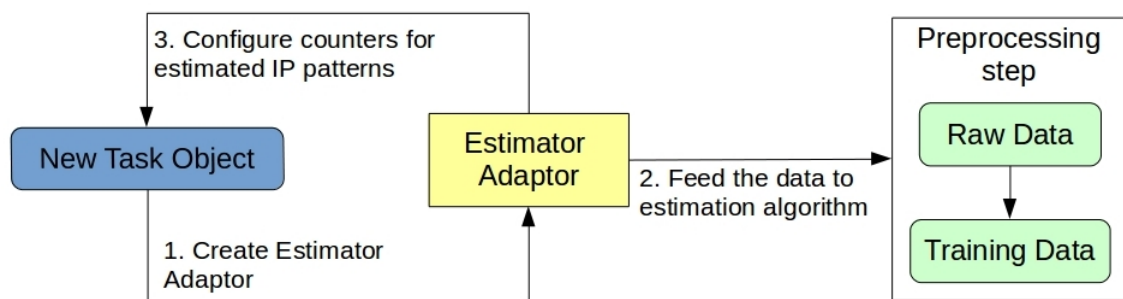 3. Configure counters for
estimated IP patterns
New Task Object
1. Create Estimator
Adaptor
Estimator
Adaptor
2. Feed the data to
estimation algorithm
Preprocessing
step
Raw Data
Training Data